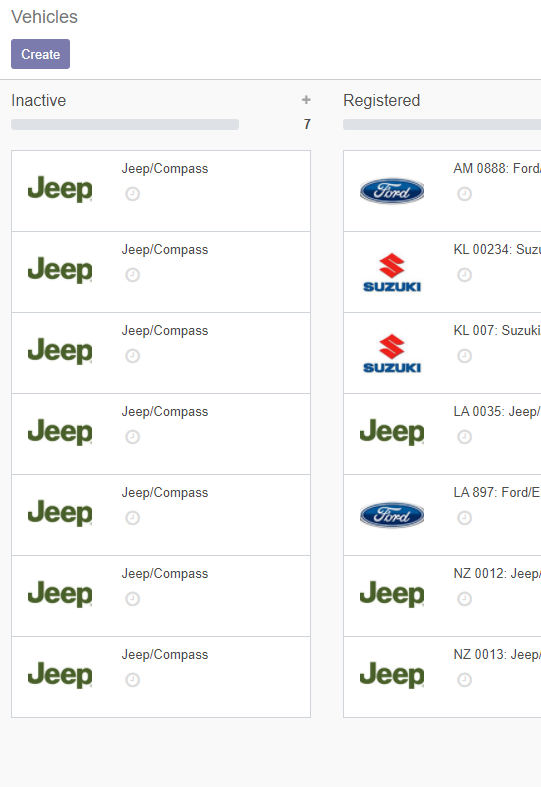 Vehicles
Create
Inactive
+
7
Jeep
Jeep/Compass
Jeep
Jeep/Compass
Jeep
Jeep/Compass
Jeep
Jeep/Compass
Jeep
Jeep/Compass
Jeep
Jeep/Compass
Jeep
Jeep/Compass
Registered
Ford
AM 0888: Ford/
SUZUKI
KL 00234: Suzu
SUZUKI
KL 007: Suzuki
Jeep
LA 0035: Jeep/
Ford
LA 897: Ford/E
Jeep
NZ 0012: Jeep/
Jeep
NZ 0013: Jeep/